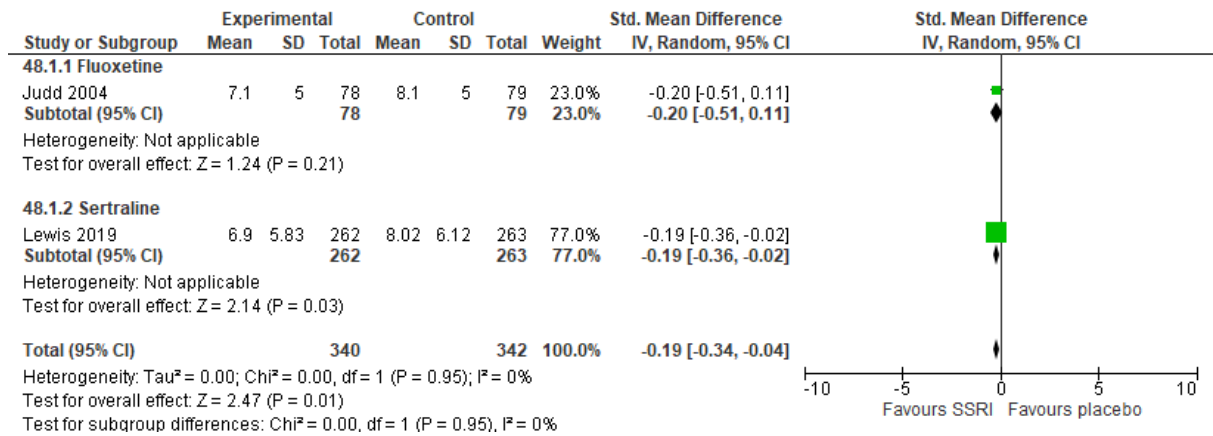 Experimental Control Std. Mean Difference Std. Mean Difference
Study or Subgroup Mean SD Total Mean SD Total Weight IV, Random, 95% CI IV, Random, 95% CI
48.1.1 Fluoxetine
Judd 2004 7.1 5 78 8.1 5 79 23.0% -0.20 [-0.51, 0.11]
Subtotal (95% CI) 78 79 23.0% -0.20 [-0.51, 0.11]
Heterogeneity: Not applicable
Test for overall effect: Z = 1.24 (P = 0.21)
48.1.2 Sertraline
Lewis 2019 6.9 5.83 262 8.02 6.12 263 77.0% -0.19 [-0.36, -0.02]
Subtotal (95% CI) 262 263 77.0% -0.19 [-0.36, -0.02]
Heterogeneity: Not applicable
Test for overall effect: Z = 2.14 (P = 0.03)
Total (95% CI) 340 342 100.0% -0.19 [-0.34, -0.04]
Heterogeneity: Tau² = 0.00; Chi² = 0.00, df = 1 (P = 0.95); I² = 0%
Test for overall effect: Z = 2.47 (P = 0.01)
Test for subgroup differences: Chi² = 0.00, df = 1 (P = 0.95), I² = 0%
-10 -5 0 5 10
Favours SSRI Favours placebo